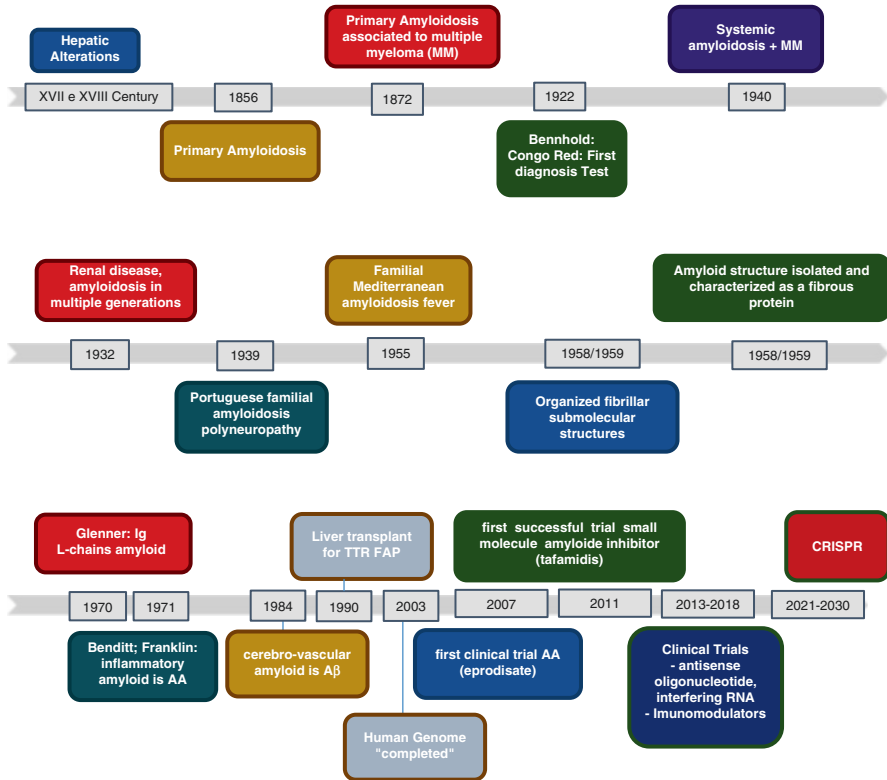 Hepatic
Alterations
Primary Amyloidosis
associated to multiple
myeloma (MM)
Systemic
amyloidosis + MM
XVII e XVIII Century
1856
1872
1922
1940
Primary Amyloidosis
Bennhold:
Congo Red: First
diagnosis Test
Renal disease,
amyloidosis in
multiple generations
Familial
Mediterranean
amyloidosis fever
Amyloid structure isolated and
characterized as a fibrous
protein
1932
1939
1955
1958/1959
1958/1959
Portuguese familial
amyloidosis
polyneuropathy
Organized fibrillar
submolecular
structures
Glenner: Ig
L-chains amyloid
Liver transplant
for TTR FAP
first successful trial small
molecule amyloide inhibitor
(tafamidis)
CRISPR
1970
1971
1984
1990
2003
2007
2011
2013-2018
2021-2030
Benditt; Franklin:
inflammatory
amyloid is AA
cerebro-vascular
amyloid is Aβ
first clinical trial AA
(eprodisate)
Clinical Trials
- antisense
oligonucleotide,
interfering RNA
- Imunomodulators
Human Genome
"completed"